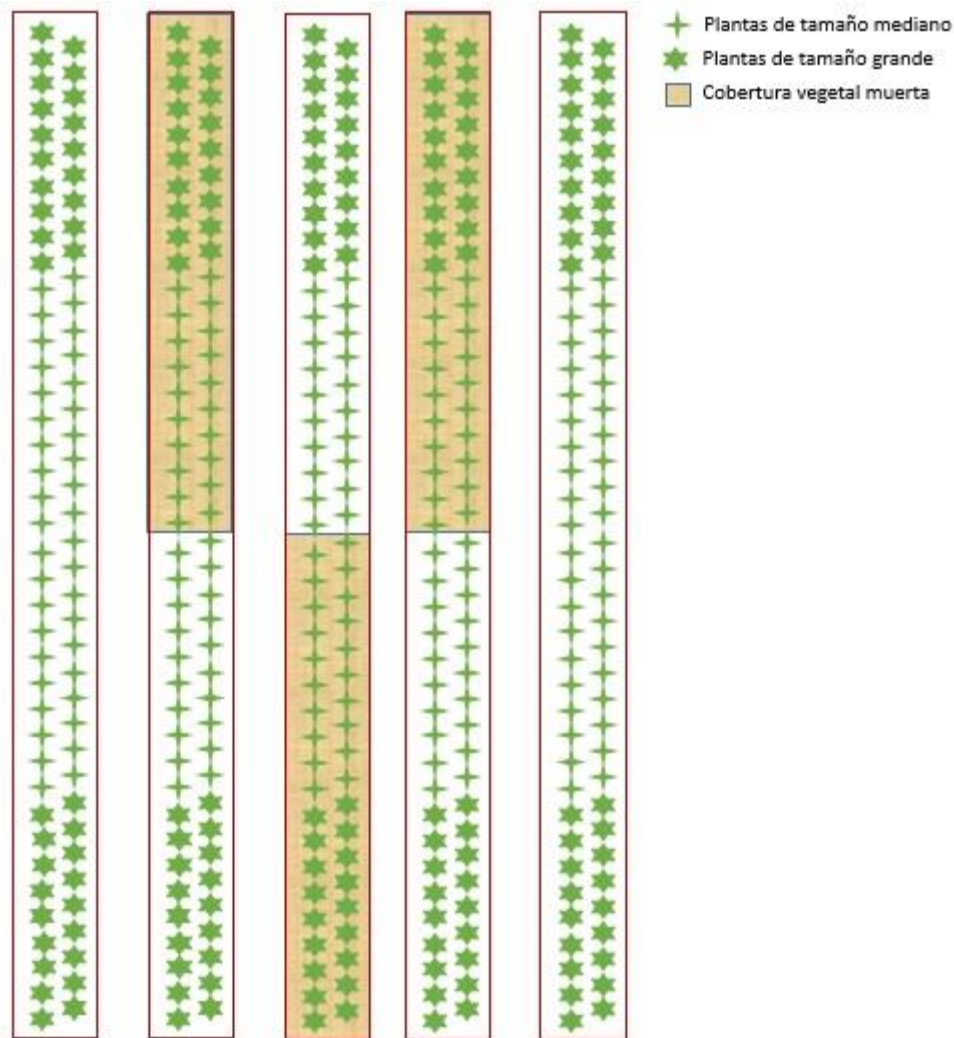 Plantas de tamaño mediano
Plantas de tamaño grande
Cobertura vegetal muerta